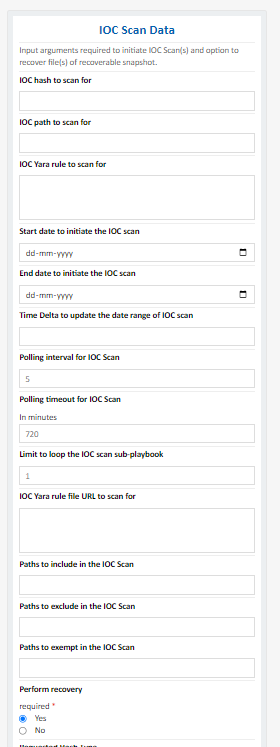 IOC Scan Data
Input arguments required to initiate IOC Scan(s) and option to
recover file(s) of recoverable snapshot.
IOC hash to scan for
IOC path to scan for
IOC Yara rule to scan for
Start date to initiate the IOC scan
dd-mm-yyyy
End date to initiate the IOC scan
dd-mm-yyyy
Time Delta to update the date range of IOC scan
Polling interval for IOC Scan
5
Polling timeout for IOC Scan
In minutes
720
Limit to loop the IOC scan sub-playbook
1
IOC Yara rule file URL to scan for
Paths to include in the IOC Scan
Paths to exclude in the IOC Scan
Paths to exempt in the IOC Scan
Perform recovery
required *
Yes
No
Requested Hash Type